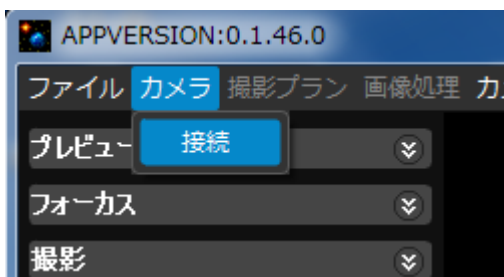 APPVERSION:0.1.46.0
ファイル カメラ 撮影プラン 画像処理
接続
プレビュー
フォーカス
撮影